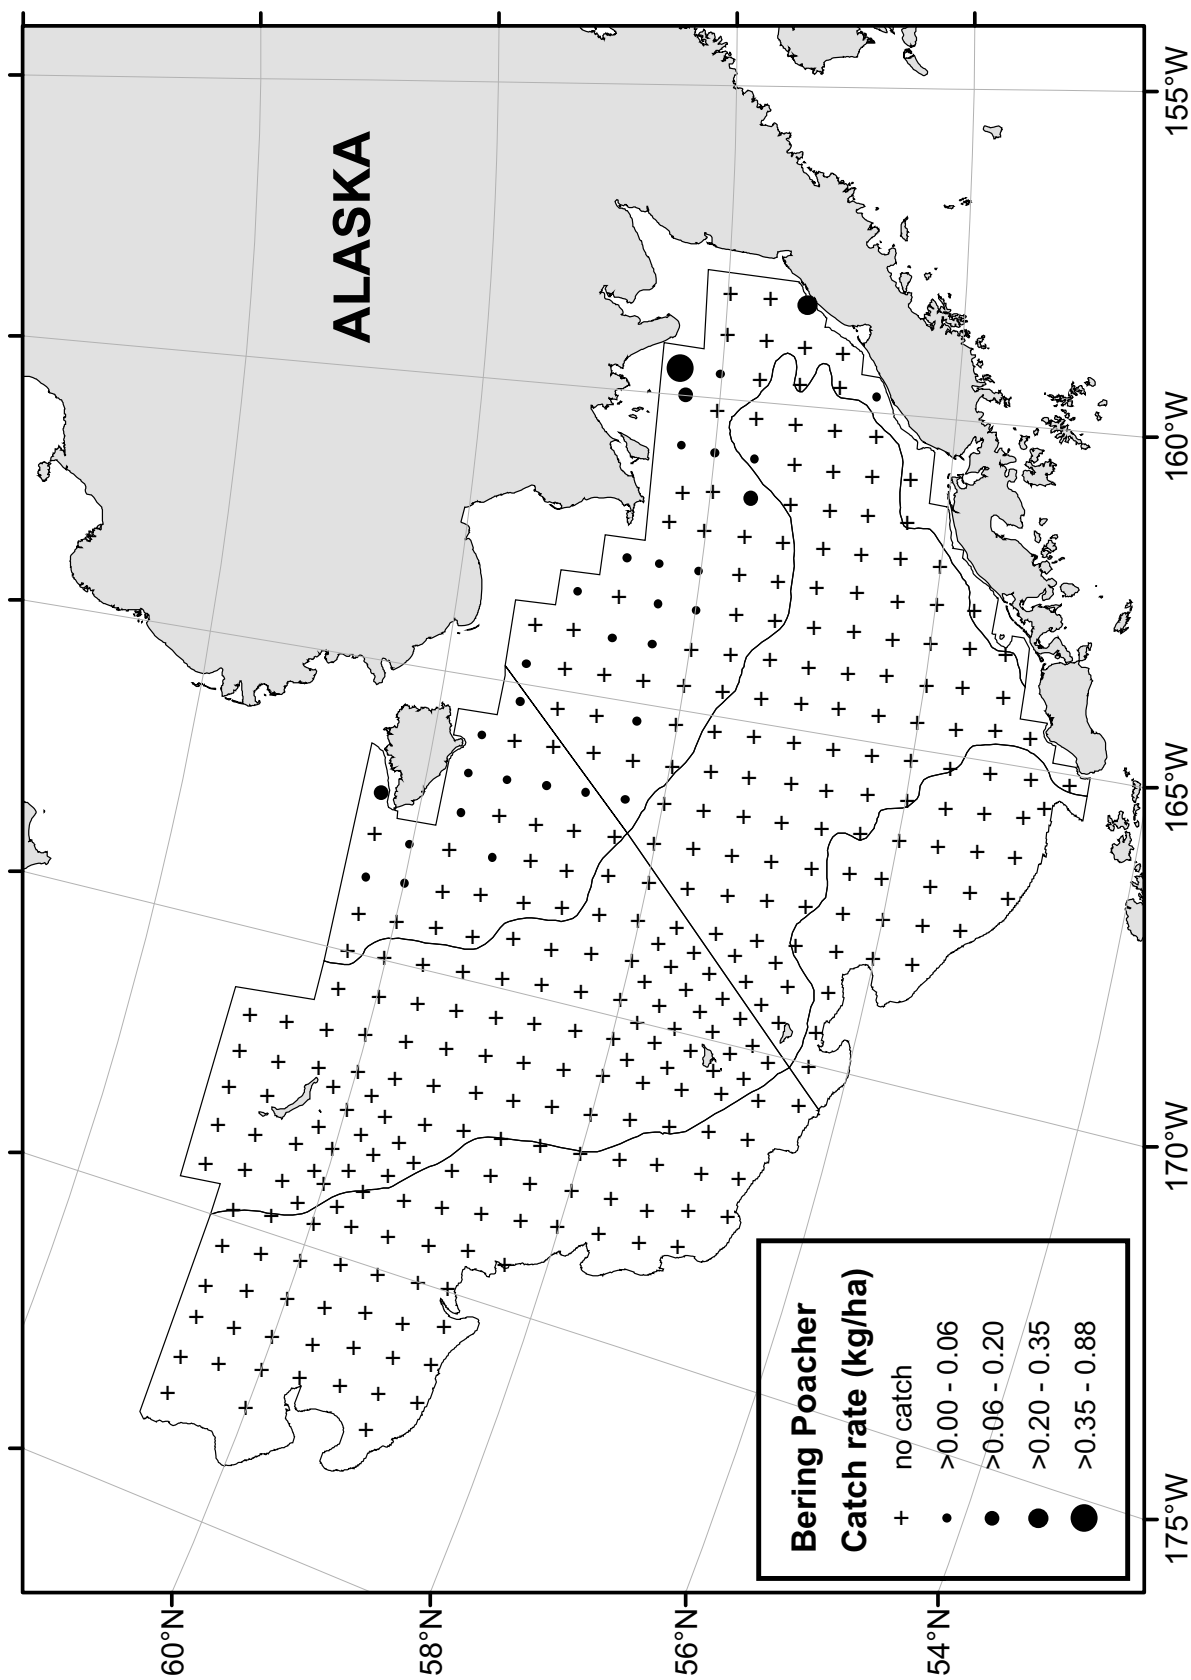 ALASKA
60°N
58°N
56°N
54°N
175°W
170°W
165°W
160°W
155°W
Bering Poacher
Catch rate (kg/ha)
+ no catch
>0.00 - 0.06
>0.06 - 0.20
>0.20 - 0.35
>0.35 - 0.88